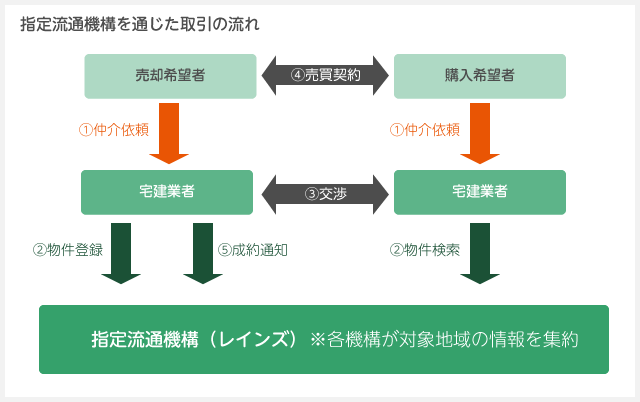 指定流通機構を通じた取引の流れ
売却希望者
④売買契約
購入希望者
①仲介依頼
①仲介依頼
宅建業者
③交渉
宅建業者
②物件登録
⑤成約通知
②物件検索
指定流通機構（レインズ）※各機構が対象地域の情報を集約